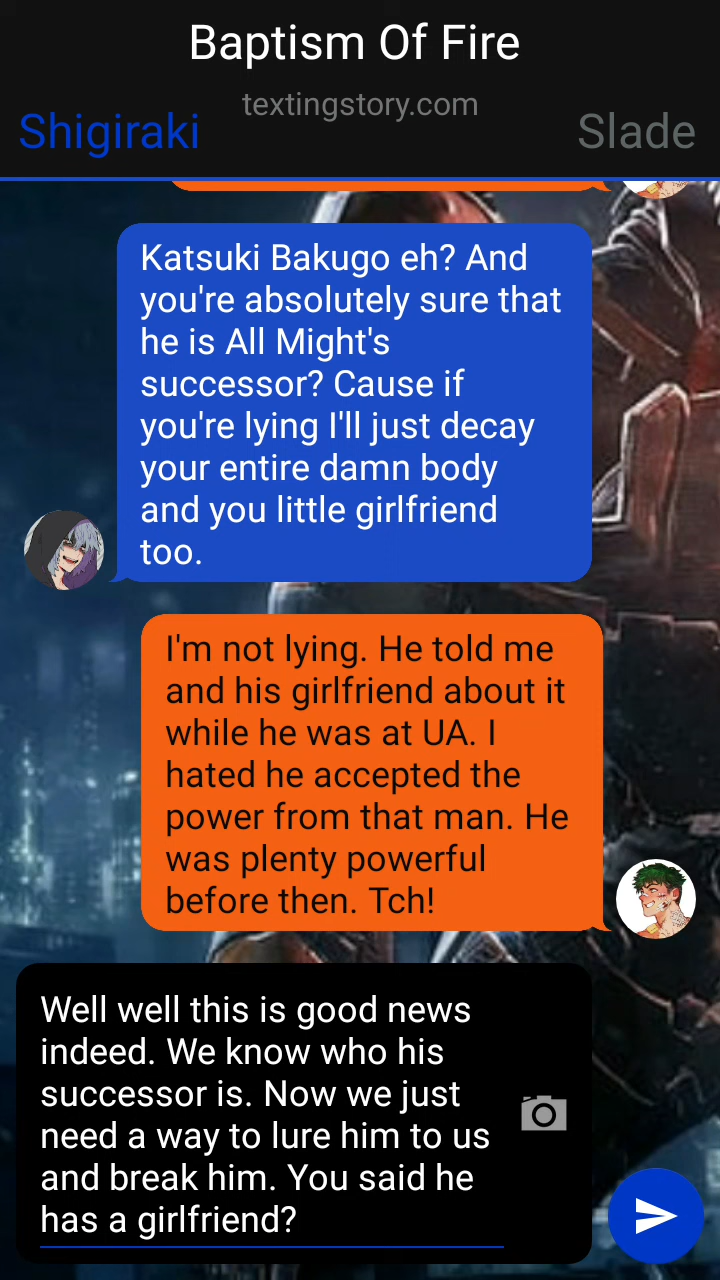 Baptism Of Fire
textingstory.com
Shigiraki
Slade
Katsuki Bakugo eh? And
you're absolutely sure that
he is All Might's
successor? Cause if
you're lying I'll just decay
your entire damn body
and you little girlfriend
too.
I'm not lying. He told me
and his girlfriend about it
while he was at UA. I
hated he accepted the
power from that man. He
was plenty powerful
before then. Tch!
Well well this is good news
indeed. We know who his
successor is. Now we just
need a way to lure him to us
and break him. You said he
has a girlfriend?